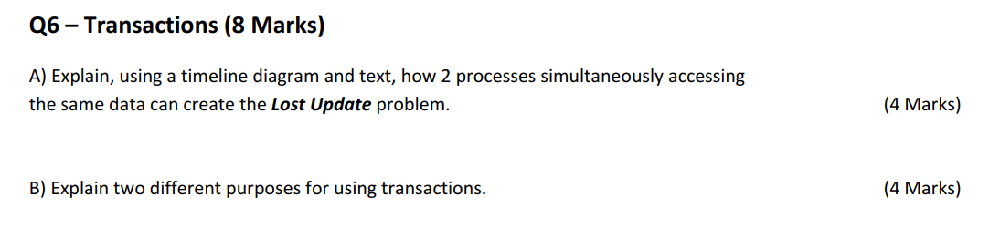 Q6 – Transactions (8 Marks)
A) Explain, using a timeline diagram and text, how 2 processes simultaneously accessing
the same data can create the Lost Update problem. (4 Marks)
B) Explain two different purposes for using transactions. (4 Marks)